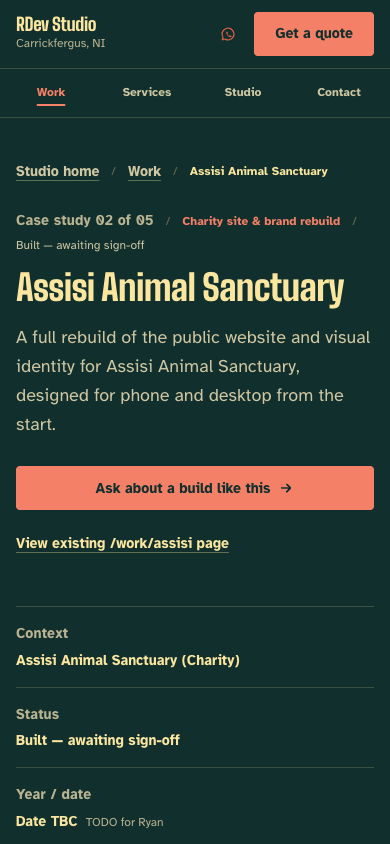 RDev Studio
Carrickfergus, NI
Get a quote
Work Services Studio Contact
Studio home / Work / Assisi Animal Sanctuary
Case study 02 of 05 / Charity site & brand rebuild /
Built — awaiting sign-off
Assisi Animal Sanctuary
A full rebuild of the public website and visual
identity for Assisi Animal Sanctuary,
designed for phone and desktop from the
start.
Ask about a build like this →
View existing /work/assisi page
Context
Assisi Animal Sanctuary (Charity)
Status
Built — awaiting sign-off
Year / date
Date TBC TODO for Ryan